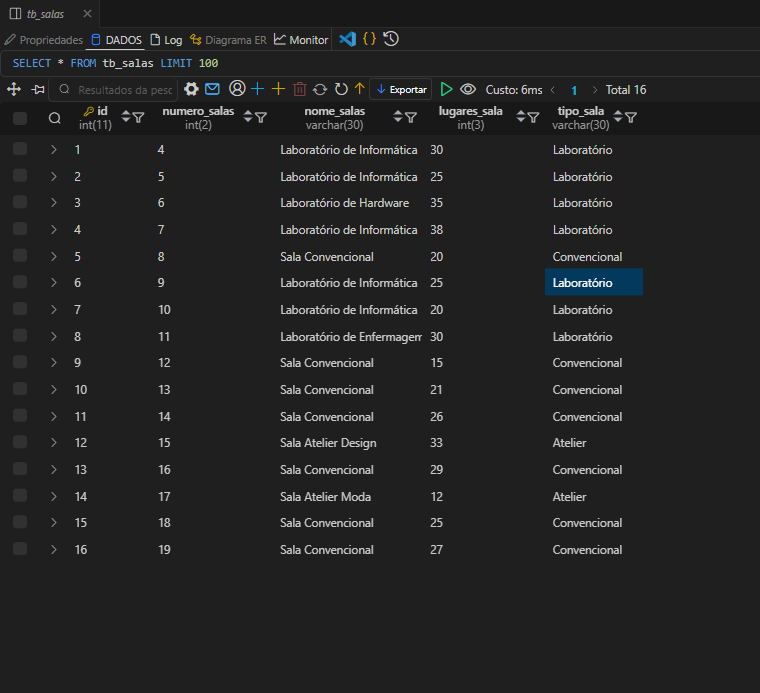 tb_salas
Propriedades DADOS Log Diagrama ER Monitor {}
SELECT * FROM tb_salas LIMIT 100
Resultados da pesc Exportar Custo: 6ms 1 Total 16
id numero_salas nome_salas lugares_sala tipo_sala
int(11) int(2) varchar(30) int(3) varchar(30)
1 4 Laboratório de Informática 30 Laboratório
2 5 Laboratório de Informática 25 Laboratório
3 6 Laboratório de Hardware 35 Laboratório
4 7 Laboratório de Informática 38 Laboratório
5 8 Sala Convencional 20 Convencional
6 9 Laboratório de Informática 25 Laboratório
7 10 Laboratório de Informática 20 Laboratório
8 11 Laboratório de Enfermagem 30 Laboratório
9 12 Sala Convencional 15 Convencional
10 13 Sala Convencional 21 Convencional
11 14 Sala Convencional 26 Convencional
12 15 Sala Atelier Design 33 Atelier
13 16 Sala Convencional 29 Convencional
14 17 Sala Atelier Moda 12 Atelier
15 18 Sala Convencional 25 Convencional
16 19 Sala Convencional 27 Convencional